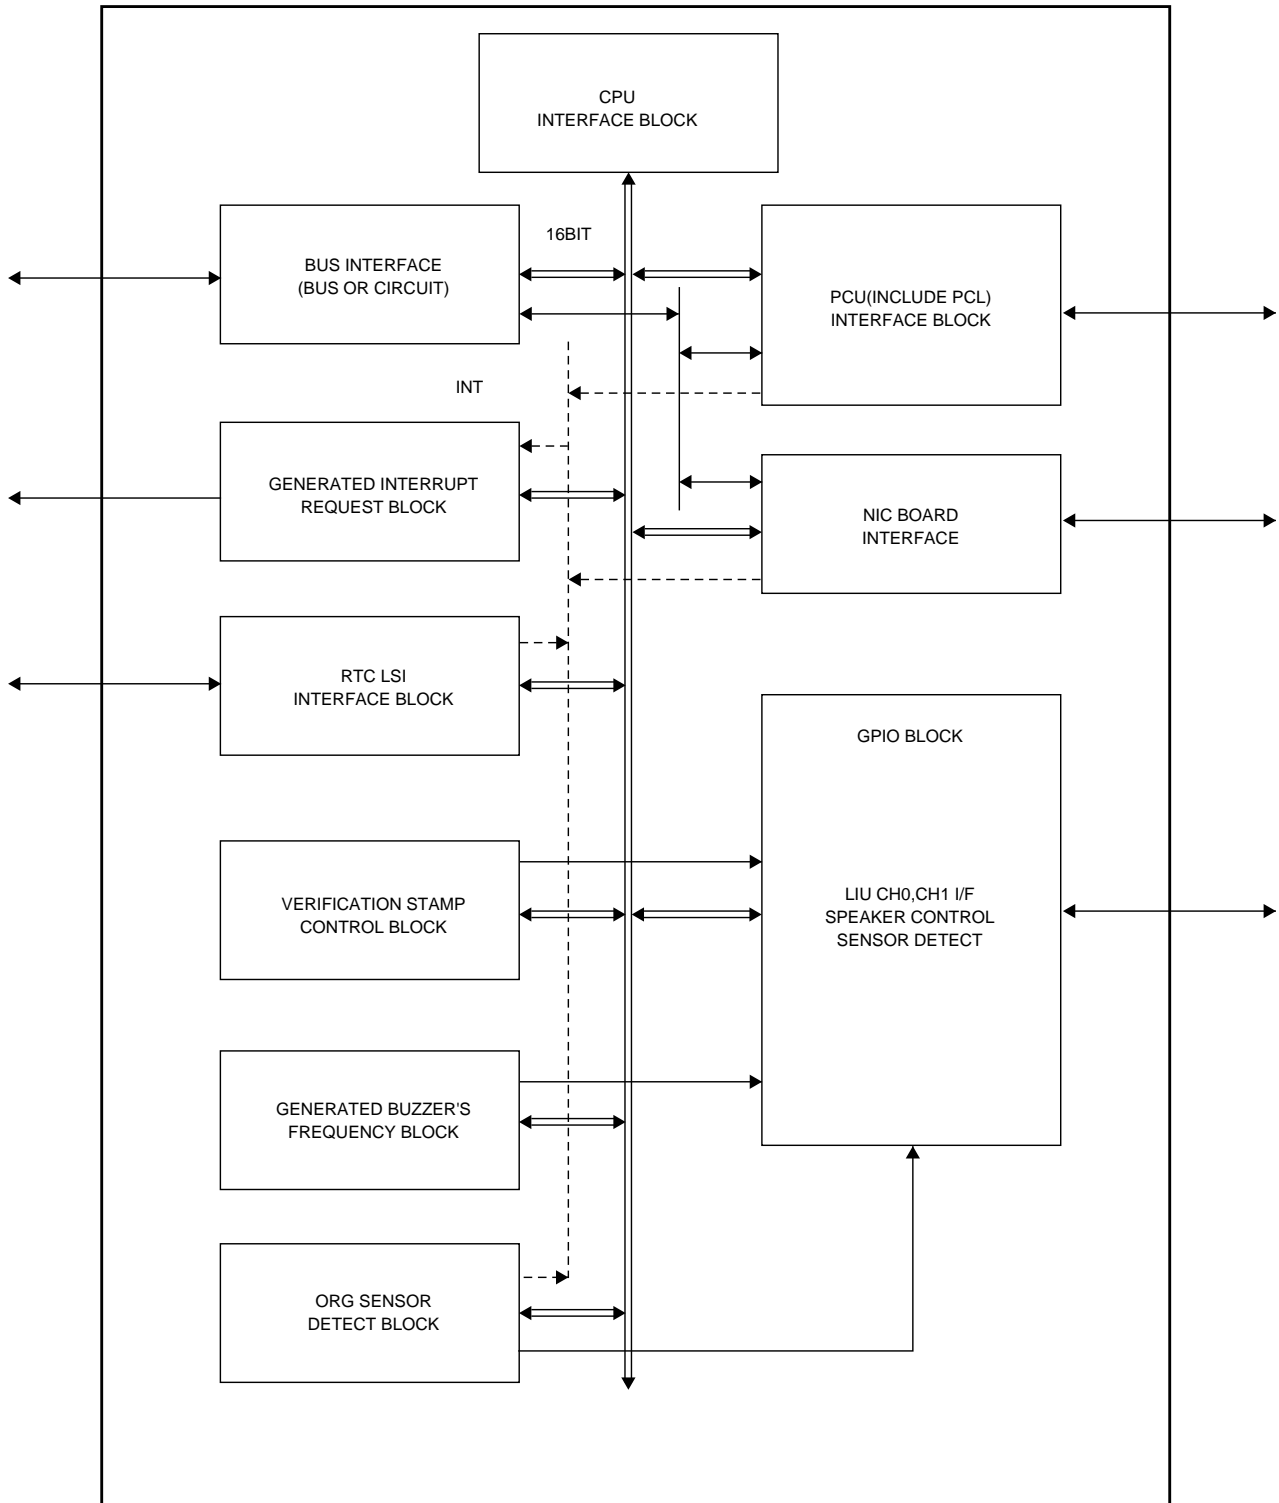 CPU
INTERFACE BLOCK
BUS INTERFACE
(BUS OR CIRCUIT)
16BIT
PCU(INCLUDE PCL)
INTERFACE BLOCK
INT
GENERATED INTERRUPT
REQUEST BLOCK
NIC BOARD
INTERFACE
RTC LSI
INTERFACE BLOCK
GPIO BLOCK
LIU CH0,CH1 I/F
SPEAKER CONTROL
SENSOR DETECT
VERIFICATION STAMP
CONTROL BLOCK
GENERATED BUZZER'S
FREQUENCY BLOCK
ORG SENSOR
DETECT BLOCK